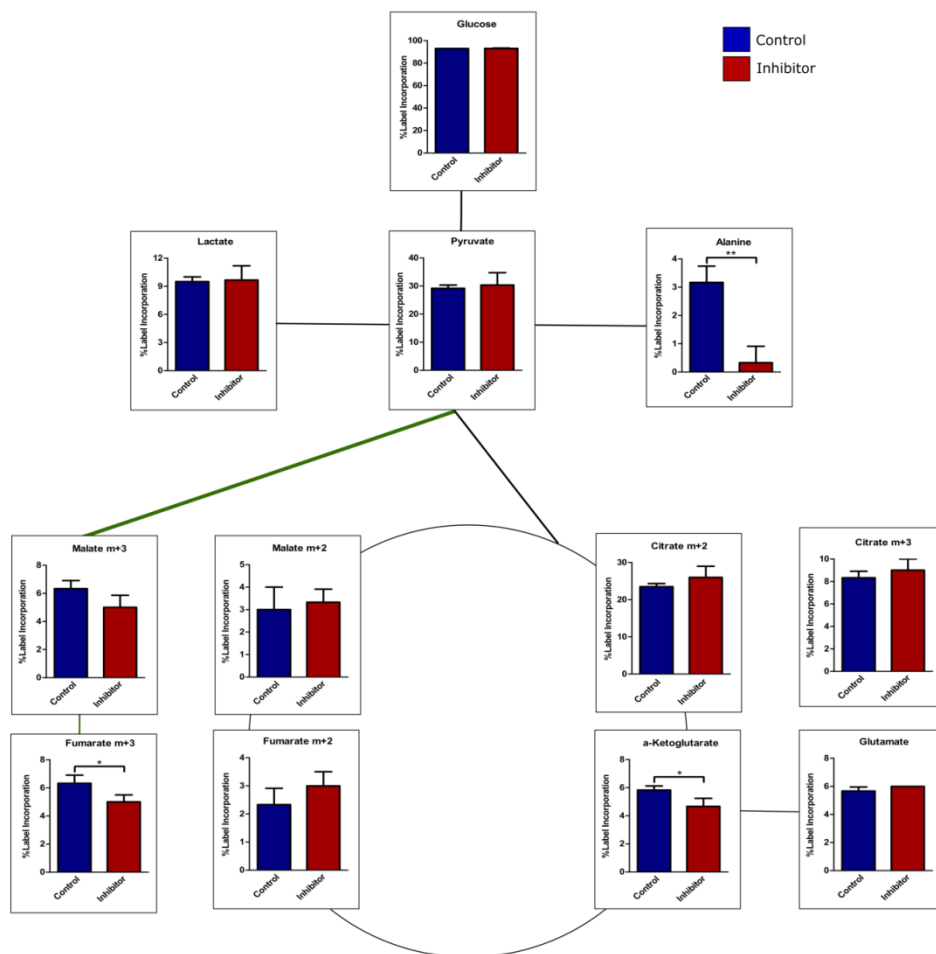 Glucose
%Label Incorporation
100
80
60
40
20
0
Control
Inhibitor
Control
Inhibitor
Lactate
%Label Incorporation
12
9
6
3
0
Control
Inhibitor
Pyruvate
%Label Incorporation
40
30
20
10
0
Control
Inhibitor
Alanine
%Label Incorporation
4
3
2
1
0
**
Control
Inhibitor
Malate m+3
%Label Incorporation
8
6
4
2
0
Control
Inhibitor
Malate m+2
%Label Incorporation
5
4
3
2
1
0
Control
Inhibitor
Citrate m+2
%Label Incorporation
30
20
10
0
Control
Inhibitor
Citrate m+3
%Label Incorporation
10
8
6
4
2
0
Control
Inhibitor
Fumarate m+3
%Label Incorporation
8
6
4
2
0
*
Control
Inhibitor
Fumarate m+2
%Label Incorporation
4
3
2
1
0
Control
Inhibitor
a-Ketoglutarate
%Label Incorporation
8
6
4
2
0
*
Control
Inhibitor
Glutamate
%Label Incorporation
8
6
4
2
0
Control
Inhibitor